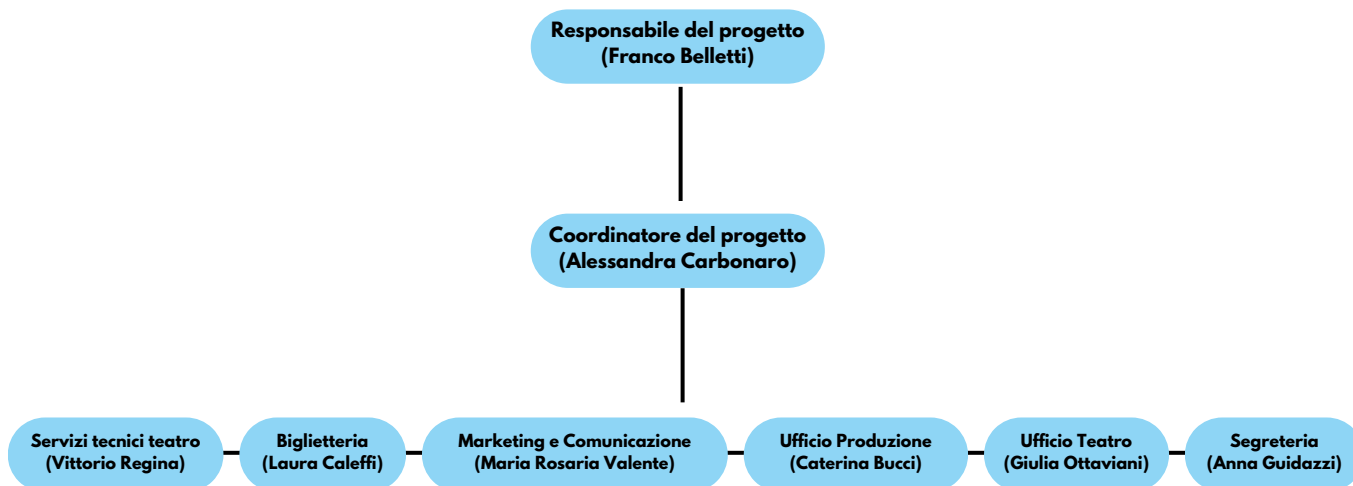 Responsabile del progetto
(Franco Belletti)
Coordinatore del progetto
(Alessandra Carbonaro)
Servizi tecnici teatro
(Vittorio Regina)
Biglietteria
(Laura Caleffi)
Marketing e Comunicazione
(Maria Rosaria Valente)
Ufficio Produzione
(Caterina Bucci)
Ufficio Teatro
(Giulia Ottaviani)
Segreteria
(Anna Guidazzi)